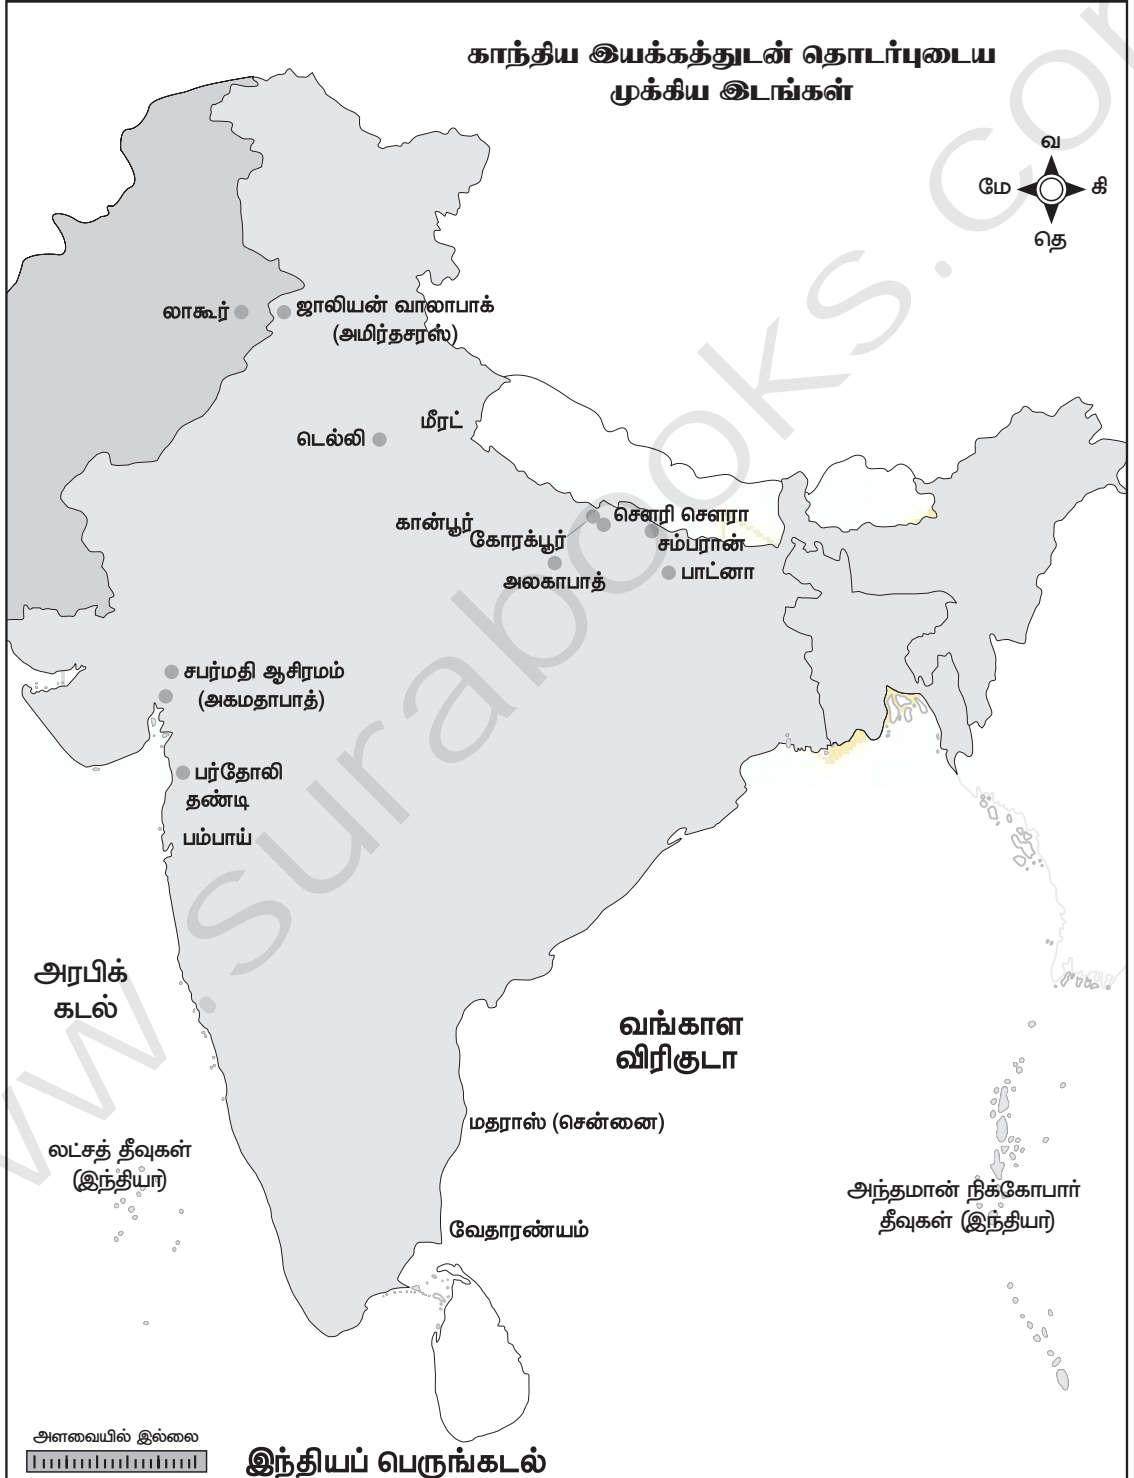 காந்திய இயக்கத்துடன் தொடர்புடைய
முக்கிய இடங்கள்
வ
மே
கி
தெ
லாகூர்
ஜாலியன் வாலாபாக்
(அமிர்தசரஸ்)
மீரட்
டெல்லி
கான்பூர்
சௌரி சௌரா
கோரக்பூர்
சம்பரான்
அலகாபாத்
பாட்னா
சபர்மதி ஆசிரமம்
(அகமதாபாத்)
பர்தோலி
தண்டி
பம்பாய்
அரபிக்
கடல்
வங்காள
விரிகுடா
மதராஸ் (சென்னை)
லட்சத் தீவுகள்
(இந்தியா)
அந்தமான் நிக்கோபார்
தீவுகள் (இந்தியா)
வேதாரண்யம்
அளவையில் இல்லை
இந்தியப் பெருங்கடல்
w.surabooks.cor